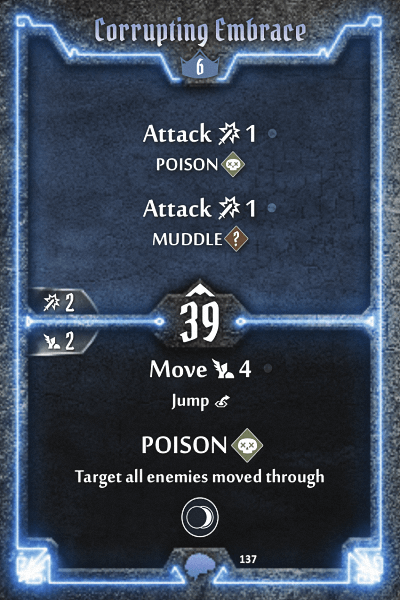 Corrupting Embrace
6
Attack 1
POISON
Attack 1
MUDDLE ?
2
39
2
Move 4
Jump
POISON
Target all enemies moved through
137